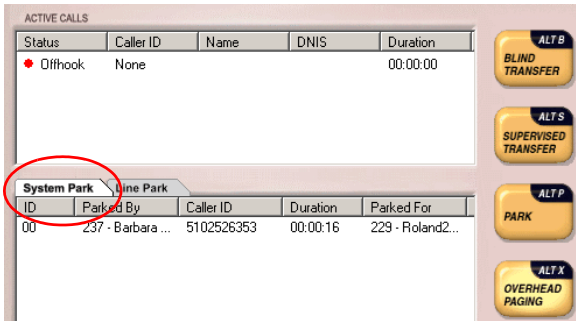 ACTIVE CALLS
Status Caller ID Name DNIS Duration
Offhook None 00:00:00
ALT B
BLIND
TRANSFER
ALT S
SUPERVISED
TRANSFER
System Park Line Park
ID Parked By Caller ID Duration Parked For
00 237 - Barbara ... 5102526353 00:00:16 229 - Roland2...
ALT P
PARK
ALT X
OVERHEAD
PAGING